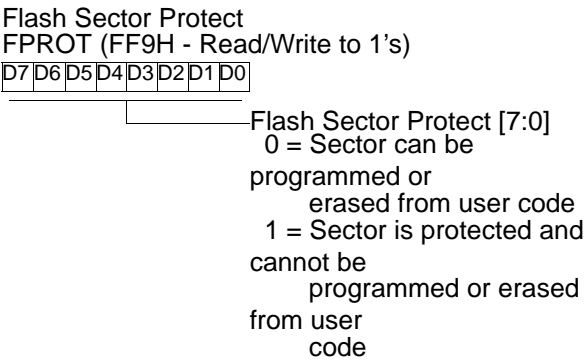 Flash Sector Protect
FPROT (FF9H - Read/Write to 1's)
D7 D6 D5 D4 D3 D2 D1 D0
Flash Sector Protect [7:0]
0 = Sector can be
programmed or
erased from user code
1 = Sector is protected and
cannot be
programmed or erased
from user
code